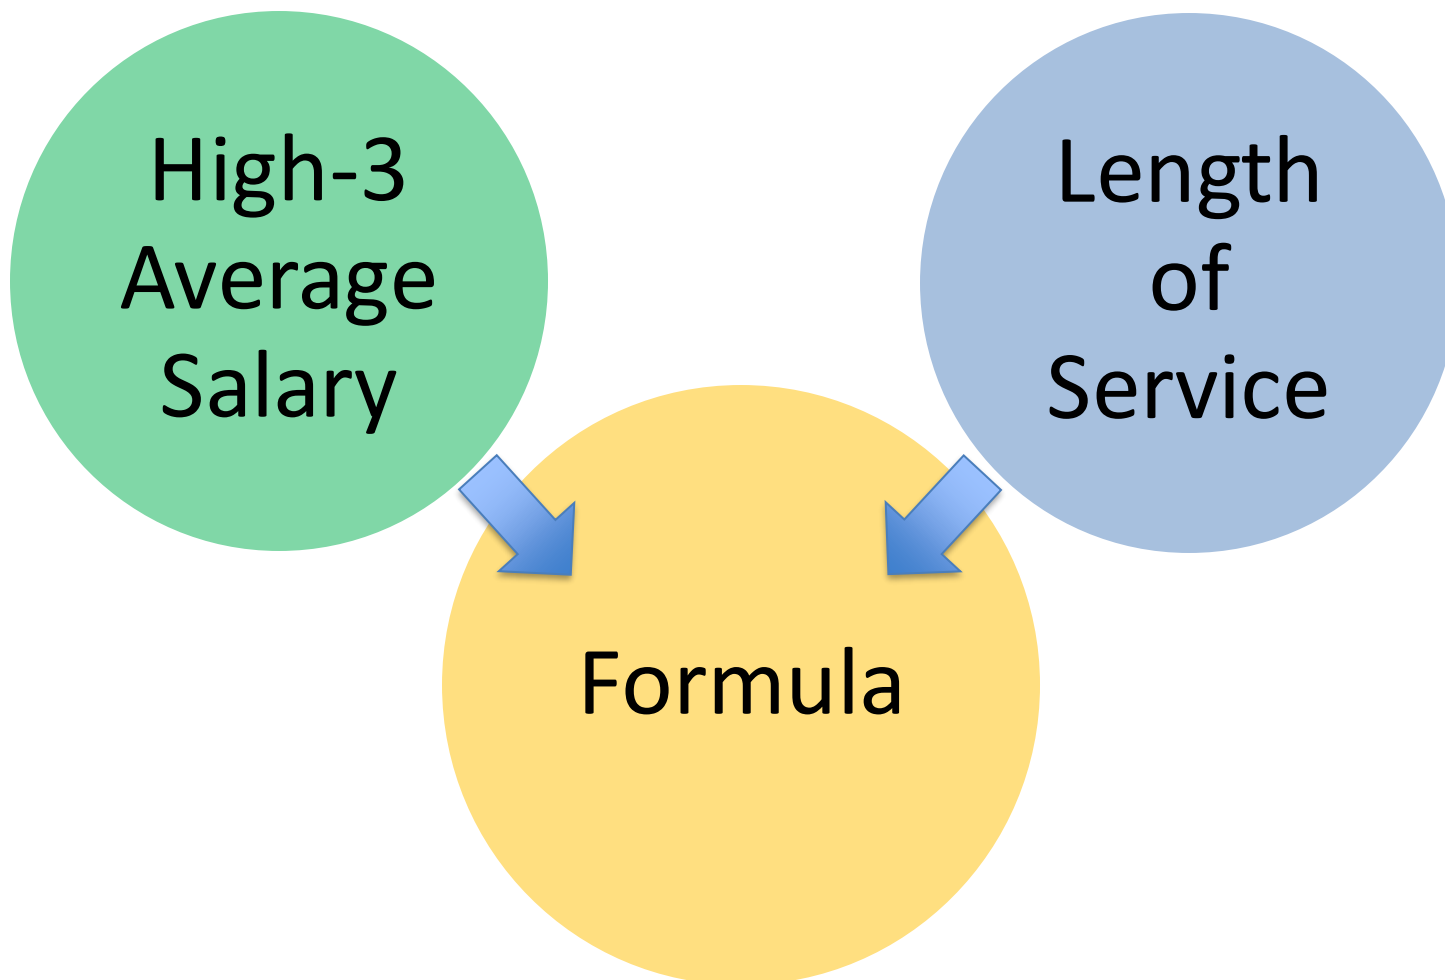 High-3
Average
Salary
Length
of
Service
Formula